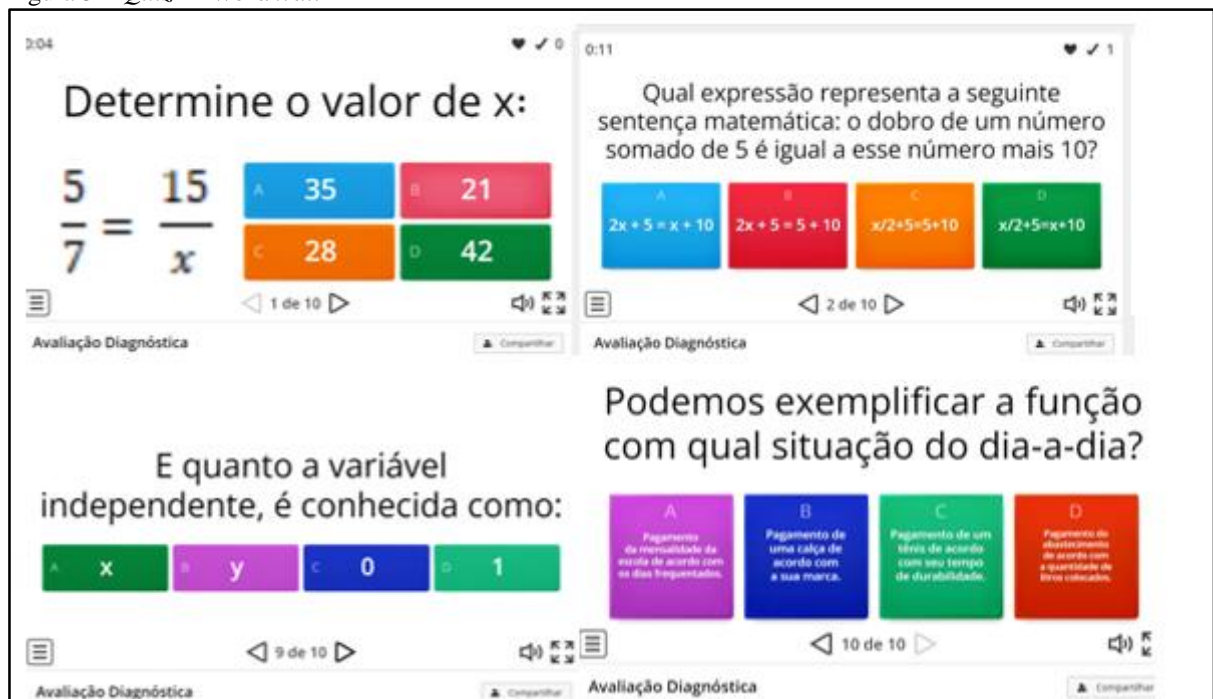 0:04
0
Determine o valor de x:
5/7 = 15/x
A 35
B 21
C 28
D 42
1 de 10
Avaliação Diagnóstica
Compartilhar
0:11
1
Qual expressão representa a seguinte
sentença matemática: o dobro de um número
somado de 5 é igual a esse número mais 10?
A
2x + 5 = x + 10
B
2x + 5 = 5 + 10
C
x/2+5=5+10
D
x/2+5=x+10
2 de 10
Avaliação Diagnóstica
Compartilhar
E quanto a variável
independente, é conhecida como:
A x
B y
C 0
D 1
9 de 10
Avaliação Diagnóstica
Compartilhar
Podemos exemplificar a função
com qual situação do dia-a-dia?
A
Pagamento
da mensalidade da
escola de acordo com
os dias frequentados.
B
Pagamento de
uma calça de
acordo com
a sua marca.
C
Pagamento de um
tênis de acordo
com seu tempo
de durabilidade.
D
Pagamento do
abastecimento
de acordo com
a quantidade de
litros colocados.
10 de 10
Avaliação Diagnóstica
Compartilhar